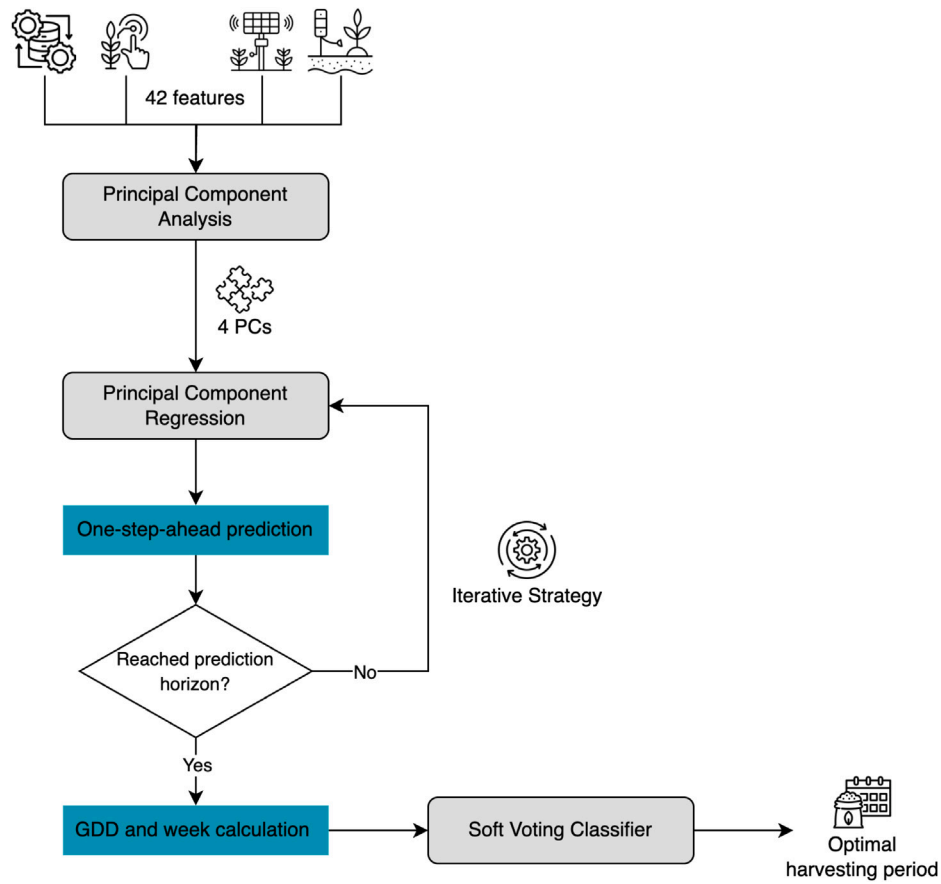 42 features
Principal Component
Analysis
4 PCs
Principal Component
Regression
One-step-ahead prediction
Iterative Strategy
Reached prediction
horizon?
No
Yes
GDD and week calculation
Soft Voting Classifier
Optimal
harvesting period